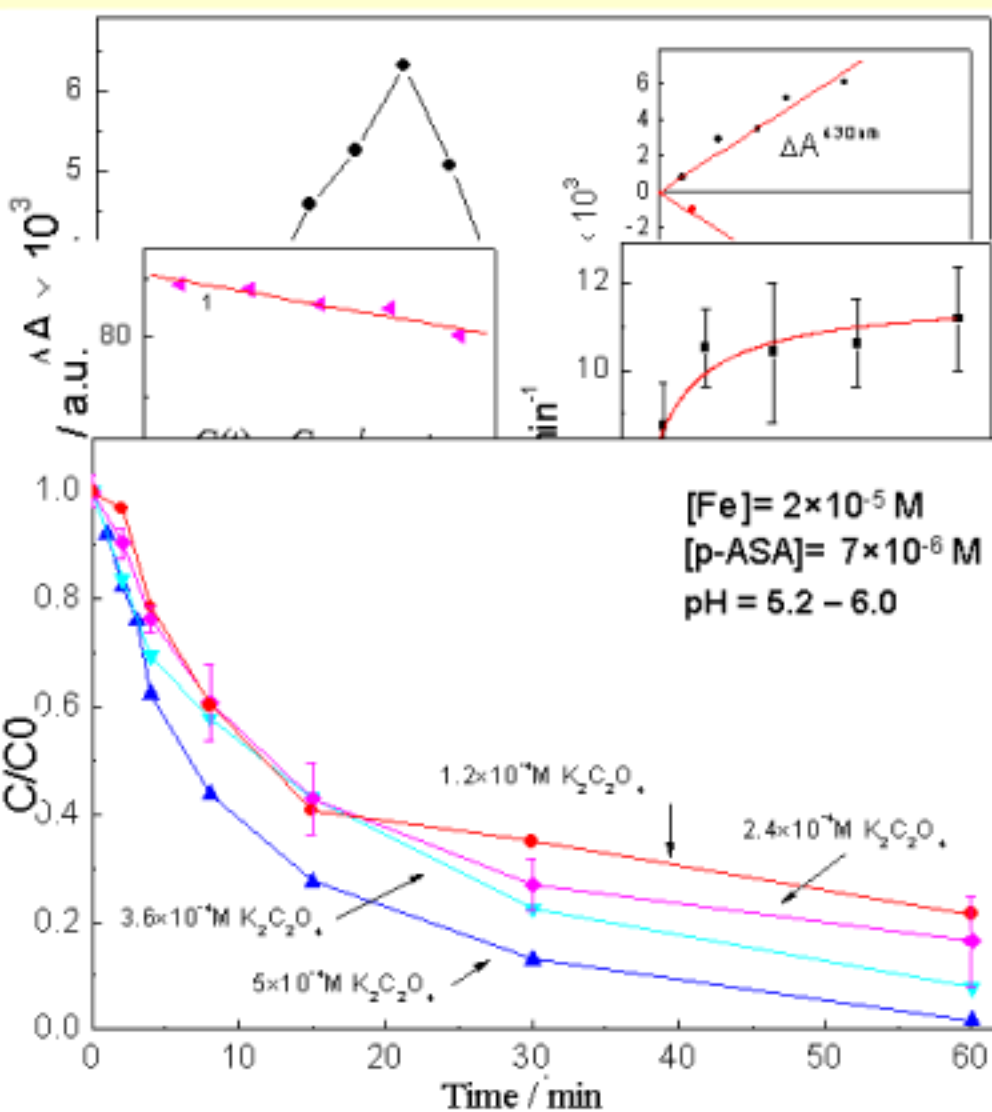 6
5
ΔA × 10³
6
4
2
0
-2
ΔA⁴³⁰ⁿᵐ
× 10³
80
/ a.u.
1
12
10
min⁻¹
1.0
0.8
0.6
0.4
0.2
0.0
C/C0
[Fe]= 2×10⁻⁵ M
[p-ASA]= 7×10⁻⁶ M
pH = 5.2 – 6.0
1.2×10⁻⁴M K₂C₂O₄
2.4×10⁻⁴M K₂C₂O₄
3.6×10⁻⁴M K₂C₂O₄
5×10⁻⁴M K₂C₂O₄
0 10 20 30 40 50 60
Time / min